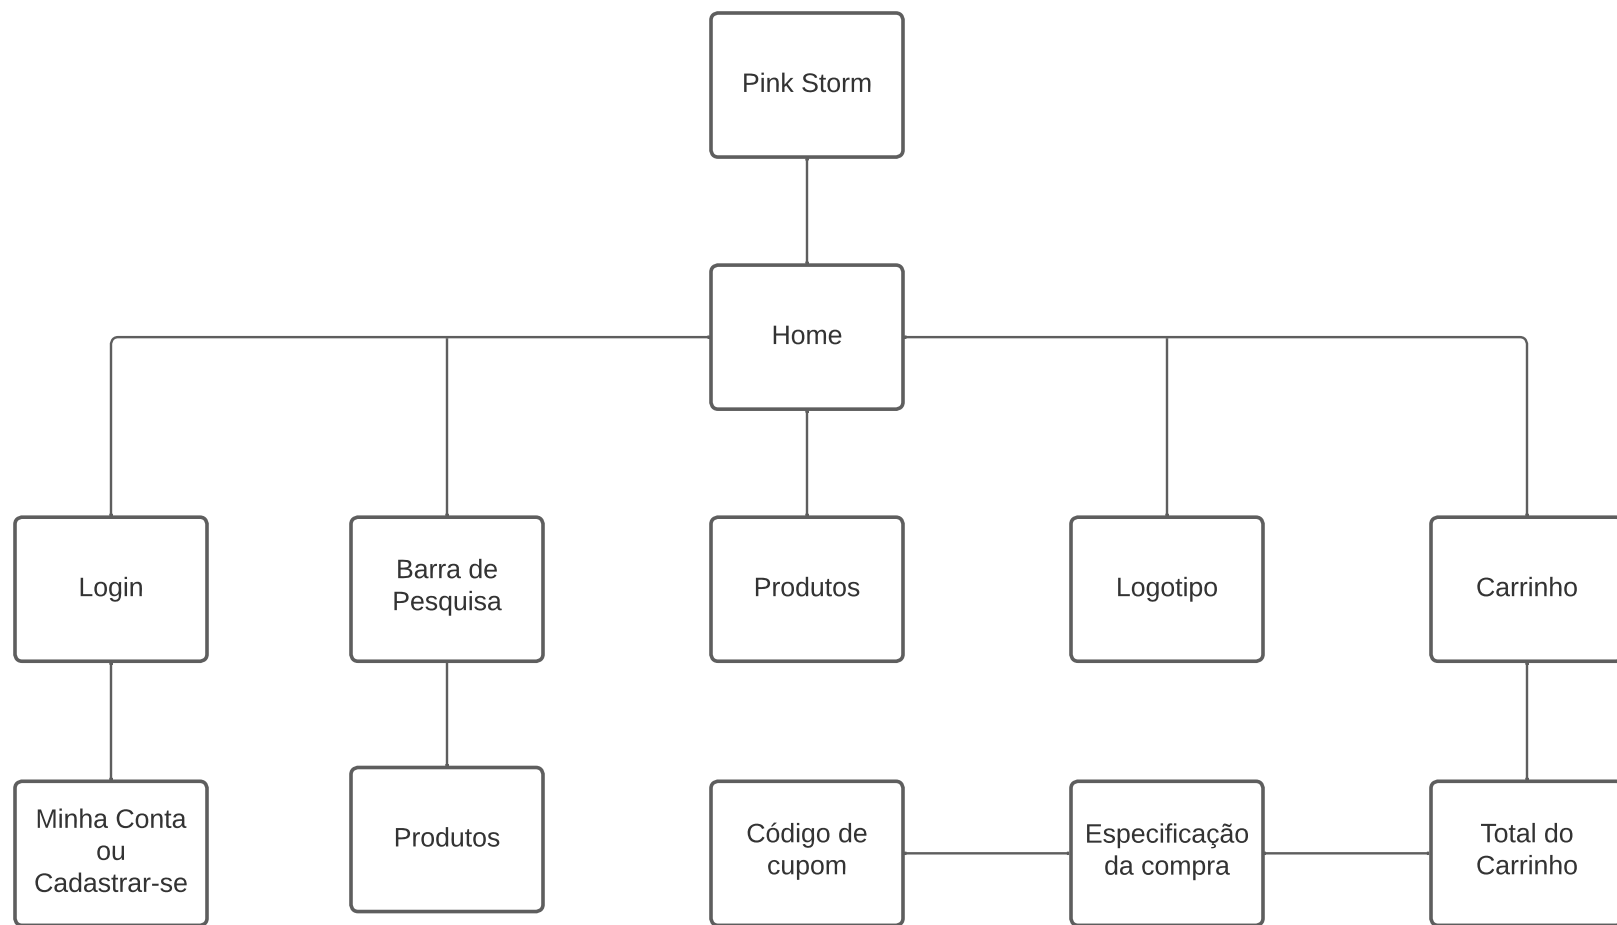 Pink Storm
Home
Login
Barra de
Pesquisa
Produtos
Logotipo
Carrinho
Minha Conta
ou
Cadastrar-se
Produtos
Código de
cupom
Especificação
da compra
Total do
Carrinho